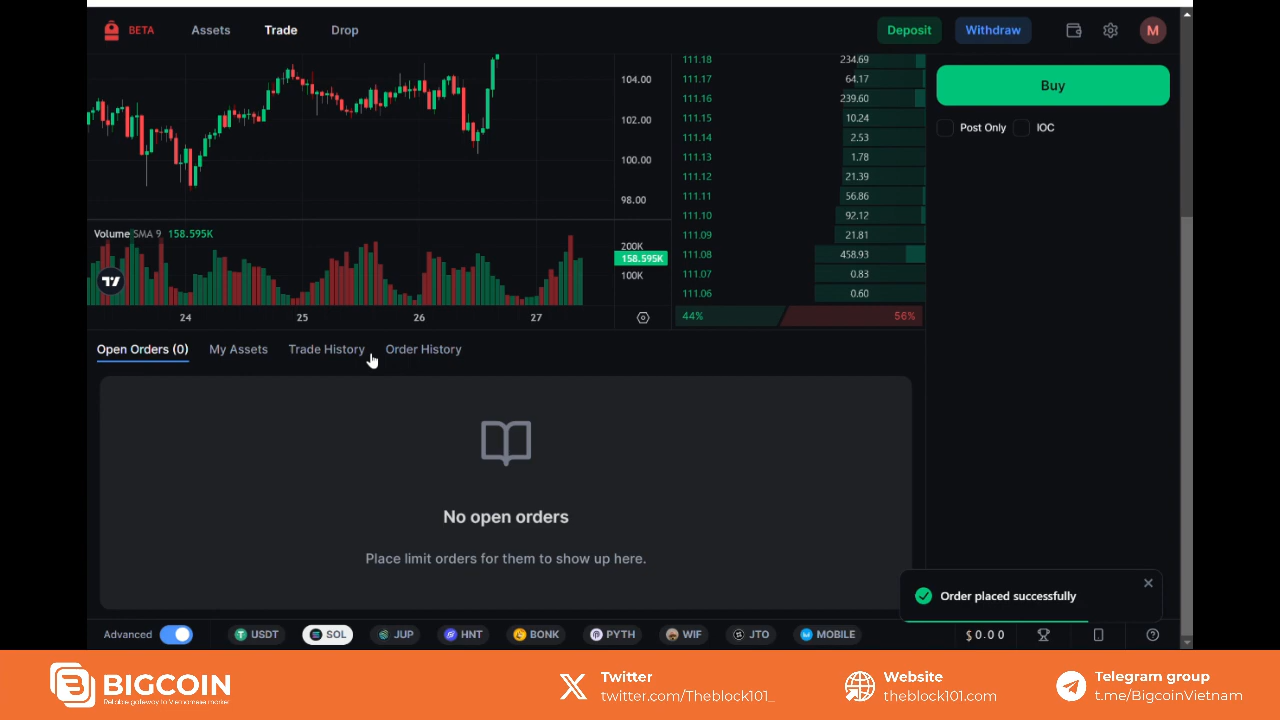 BETA Assets Trade Drop Deposit Withdraw M
104.00
102.00
100.00
98.00
Volume SMA 9 158.595K
200K
158.595K
100K
24 25 26 27
111.18 234.69
111.17 64.17
111.16 239.60
111.15 10.24
111.14 2.53
111.13 1.78
111.12 21.39
111.11 56.86
111.10 92.12
111.09 21.81
111.08 458.93
111.07 0.83
111.06 0.60
44% 56%
Buy
Post Only IOC
Open Orders (0) My Assets Trade History Order History
No open orders
Place limit orders for them to show up here.
Order placed successfully
Advanced USDT SOL JUP HNT BONK PYTH WIF JTO MOBILE $0.00
BIGCOIN
Reliable gateway to Vietnamese market
Twitter
twitter.com/Theblock101_
Website
theblock101.com
Telegram group
t.me/BigcoinVietnam